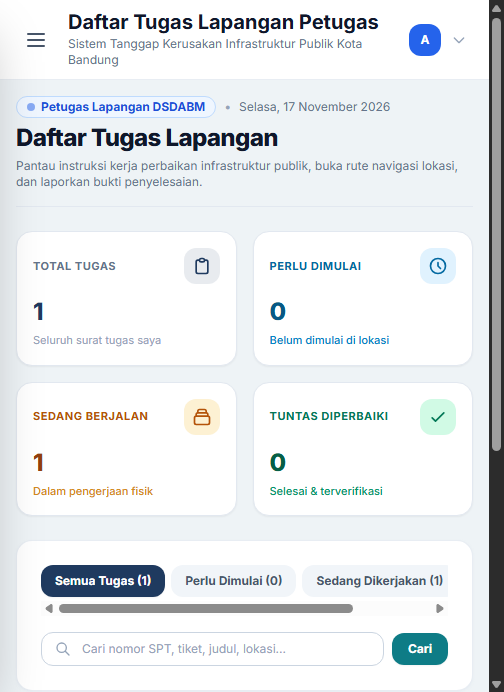 Daftar Tugas Lapangan Petugas
Sistem Tanggap Kerusakan Infrastruktur Publik Kota
Bandung
A
Petugas Lapangan DSDABM • Selasa, 17 November 2026
Daftar Tugas Lapangan
Pantau instruksi kerja perbaikan infrastruktur publik, buka rute navigasi lokasi,
dan laporkan bukti penyelesaian.
TOTAL TUGAS
1
Seluruh surat tugas saya
PERLU DIMULAI
0
Belum dimulai di lokasi
SEDANG BERJALAN
1
Dalam pengerjaan fisik
TUNTAS DIPERBAIKI
0
Selesai & terverifikasi
Semua Tugas (1)
Perlu Dimulai (0)
Sedang Dikerjakan (1)
Cari nomor SPT, tiket, judul, lokasi...
Cari